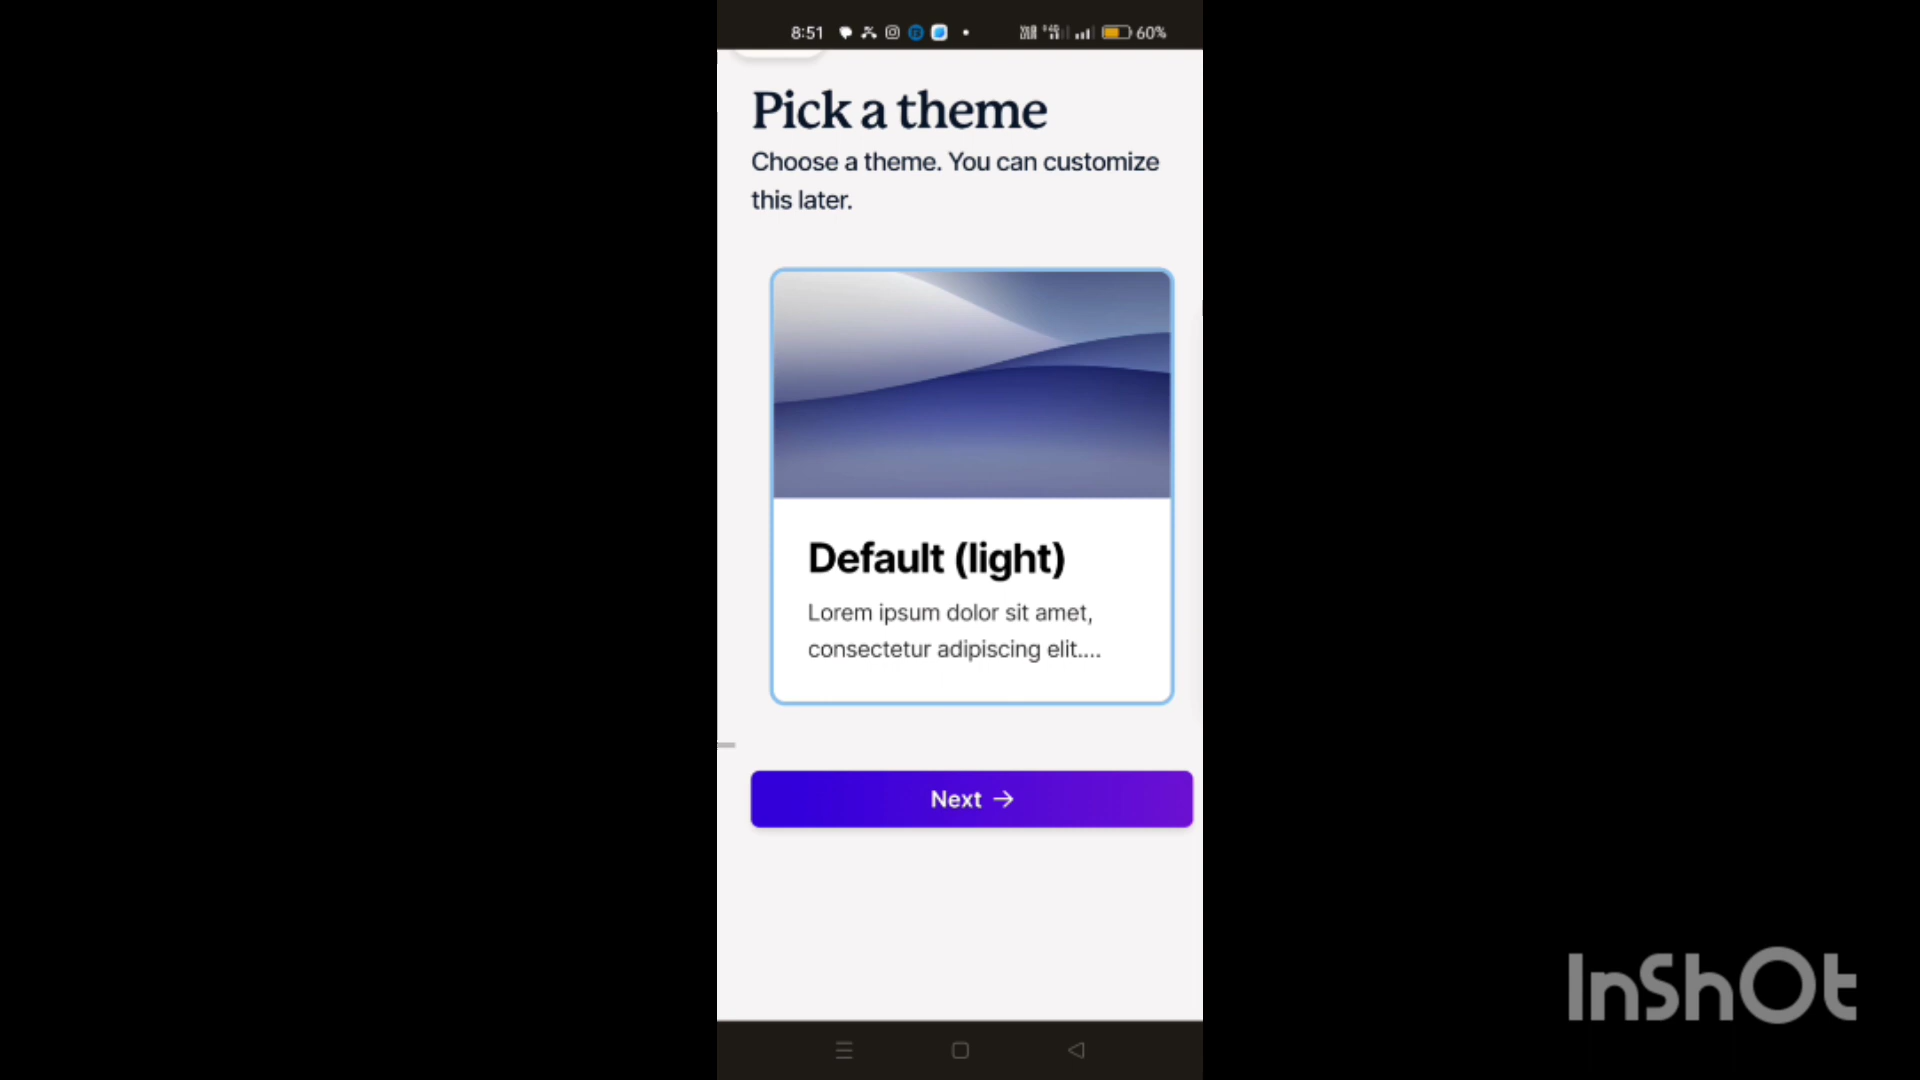 8:51
60%
Pick a theme
Choose a theme. You can customize
this later.
Default (light)
Lorem ipsum dolor sit amet,
consectetur adipiscing elit....
Next →
InShOt